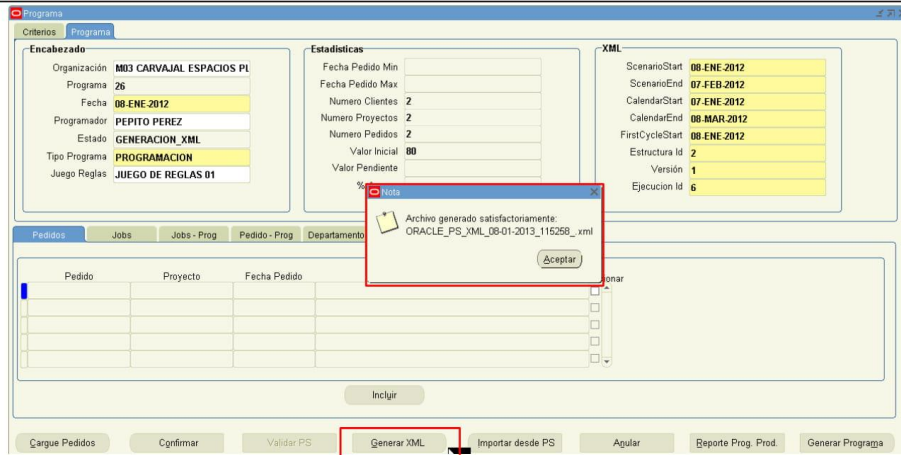 Programa
Criterios Programa
Encabezado
Organización M03 CARVAJAL ESPACIOS PL
Programa 26
Fecha 08-ENE-2012
Programador PEPITO PEREZ
Estado GENERACION_XML
Tipo Programa PROGRAMACION
Juego Reglas JUEGO DE REGLAS 01
Estadisticas
Fecha Pedido Min
Fecha Pedido Max
Numero Clientes 2
Numero Proyectos 2
Numero Pedidos 2
Valor Inicial 80
Valor Pendiente
%
XML
ScenarioStart 08-ENE-2012
ScenarioEnd 07-FEB-2012
CalendarStart 07-ENE-2012
CalendarEnd 08-MAR-2012
FirstCycleStart 08-ENE-2012
Estructura Id 2
Versión 1
Ejecucion Id 6
Nota
Archivo generado satisfactoriamente:
ORACLE_PS_XML_08-01-2013_115258_.xml
Aceptar
Pedidos Jobs Jobs - Prog Pedido - Prog Departamento
Pedido Proyecto Fecha Pedido ionar
Incluir
Cargue Pedidos Confirmar Validar PS Generar XML Importar desde PS Anular Reporte Prog. Prod. Generar Programa